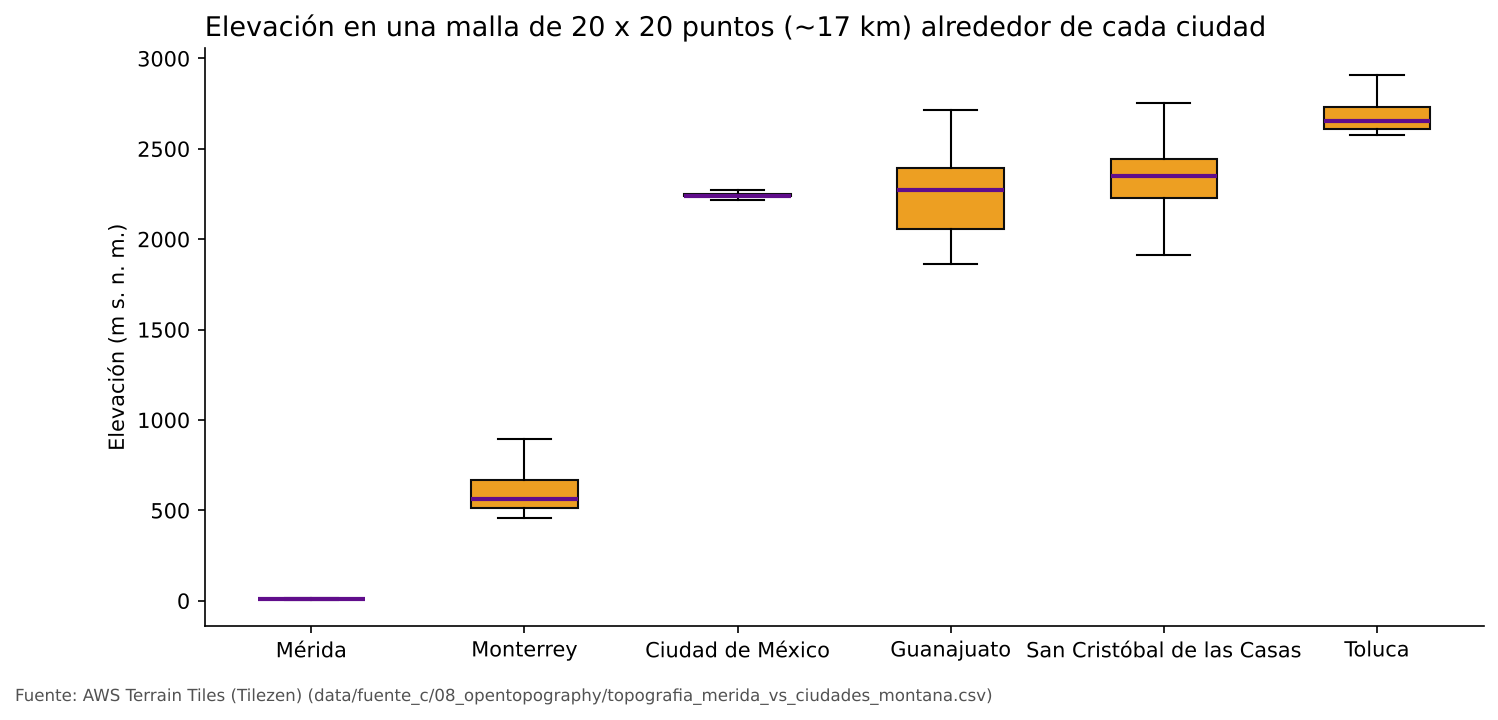 Elevación en una malla de 20 x 20 puntos (~17 km) alrededor de cada ciudad
Elevación (m s. n. m.)
3000
2500
2000
1500
1000
500
0
Mérida
Monterrey
Ciudad de México
Guanajuato
San Cristóbal de las Casas
Toluca
Fuente: AWS Terrain Tiles (Tilezen) (data/fuente_c/08_opentopography/topografia_merida_vs_ciudades_montana.csv)